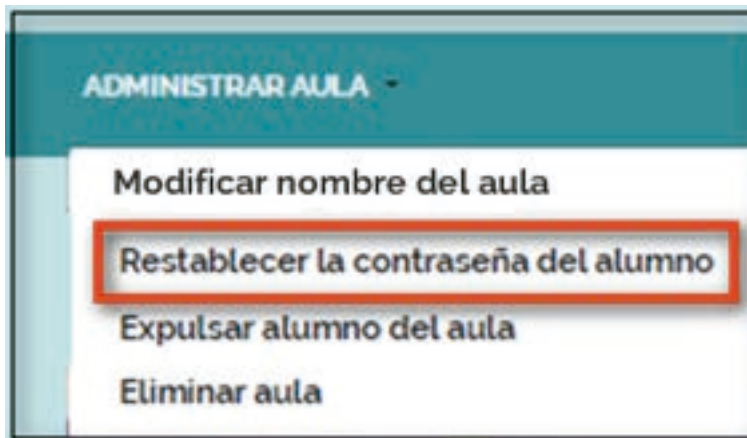 ADMINISTRAR AULA
Modificar nombre del aula
Restablecer la contraseña del alumno
Expulsar alumno del aula
Eliminar aula